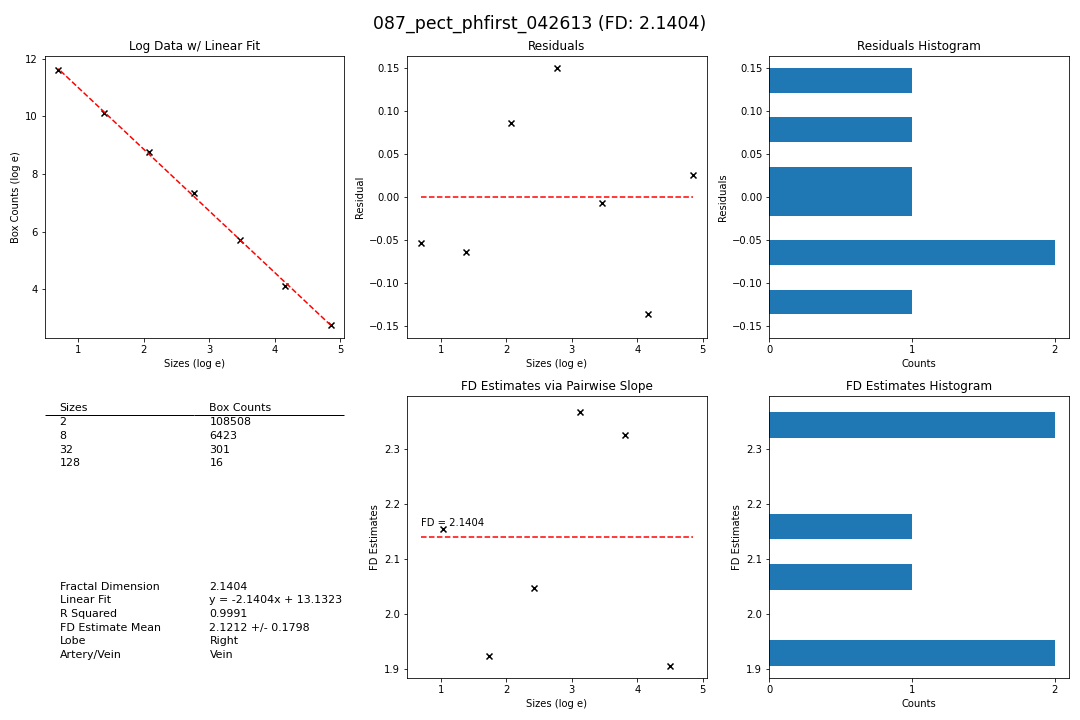 087_pect_phfirst_042613 (FD: 2.1404)
Log Data w/ Linear Fit
Box Counts (log e)
12
10
8
6
4
1
2
3
4
5
Sizes (log e)
Residuals
Residual
0.15
0.10
0.05
0.00
−0.05
−0.10
−0.15
1
2
3
4
5
Sizes (log e)
Residuals Histogram
Residuals
0.15
0.10
0.05
0.00
−0.05
−0.10
−0.15
0
1
2
Counts
Sizes Box Counts
2 108508
8 6423
32 301
128 16
Fractal Dimension 2.1404
Linear Fit y = -2.1404x + 13.1323
R Squared 0.9991
FD Estimate Mean 2.1212 +/- 0.1798
Lobe Right
Artery/Vein Vein
FD Estimates via Pairwise Slope
FD Estimates
2.3
2.2
2.1
2.0
1.9
FD = 2.1404
1
2
3
4
5
Sizes (log e)
FD Estimates Histogram
FD Estimates
2.3
2.2
2.1
2.0
1.9
0
1
2
Counts